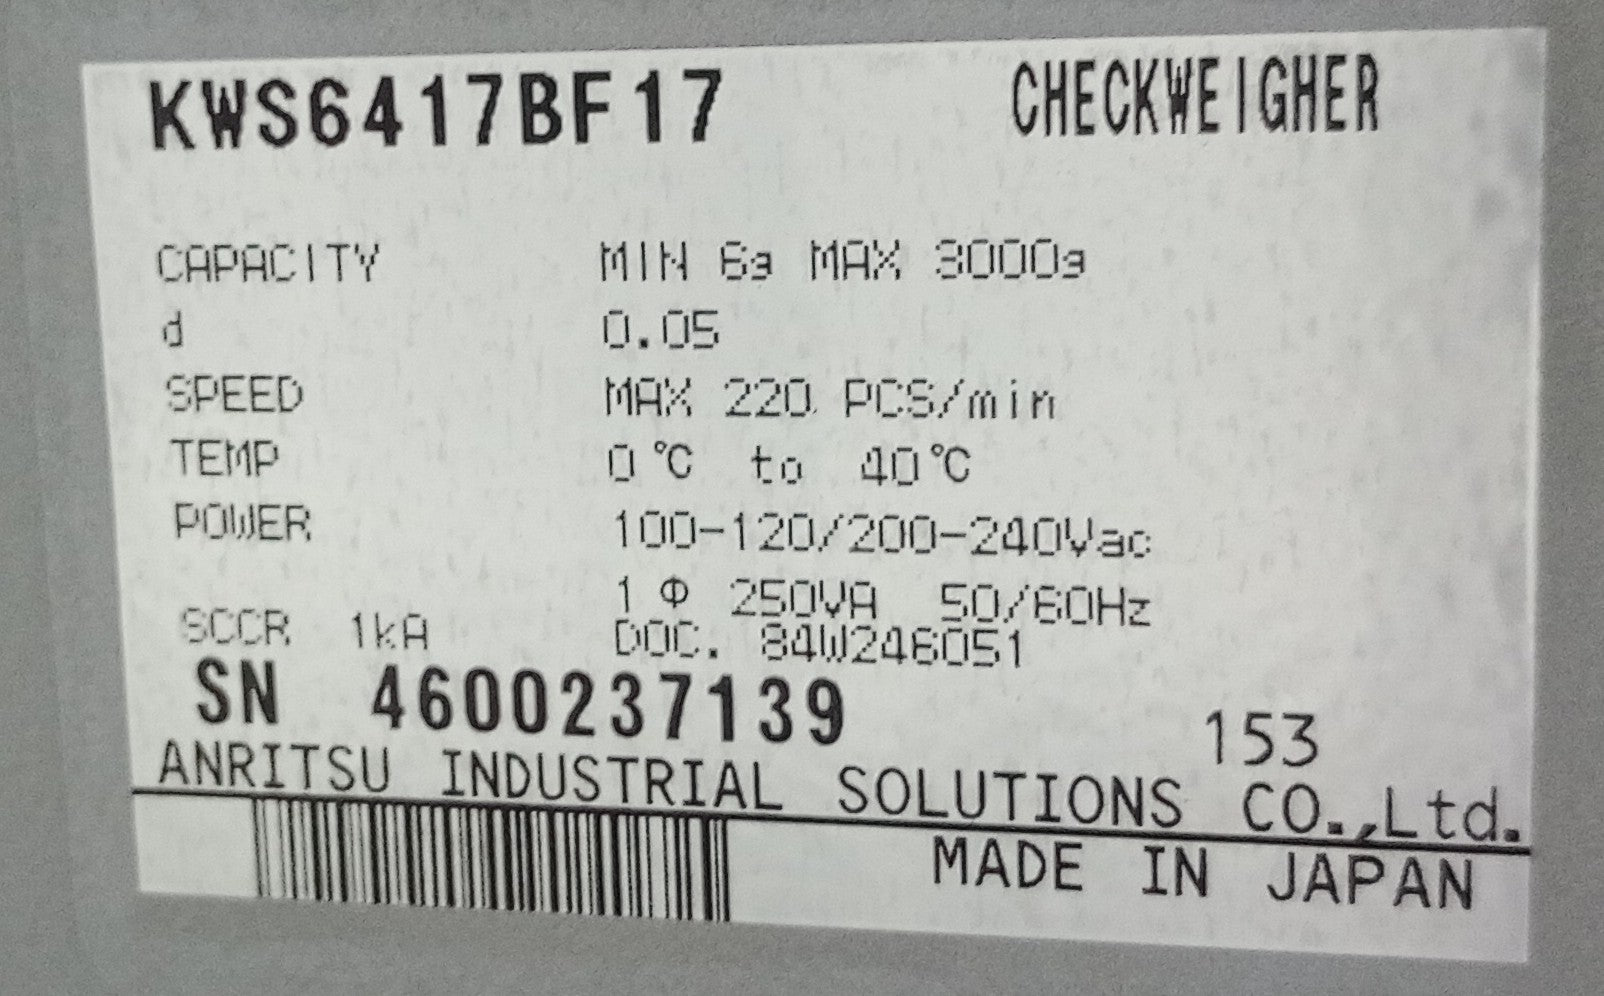 KWS6417BF17 CHECKWEIGHER
CAPACITY MIN 6g MAX 3000g
d 0.05
SPEED MAX 220 PCS/min
TEMP 0℃ to 40℃
POWER 100-120/200-240Vac
1 Φ 250VA 50/60Hz
SCCR 1kA DOC. 84W246051
SN 4600237139 153
ANRITSU INDUSTRIAL SOLUTIONS CO.,Ltd.
MADE IN JAPAN